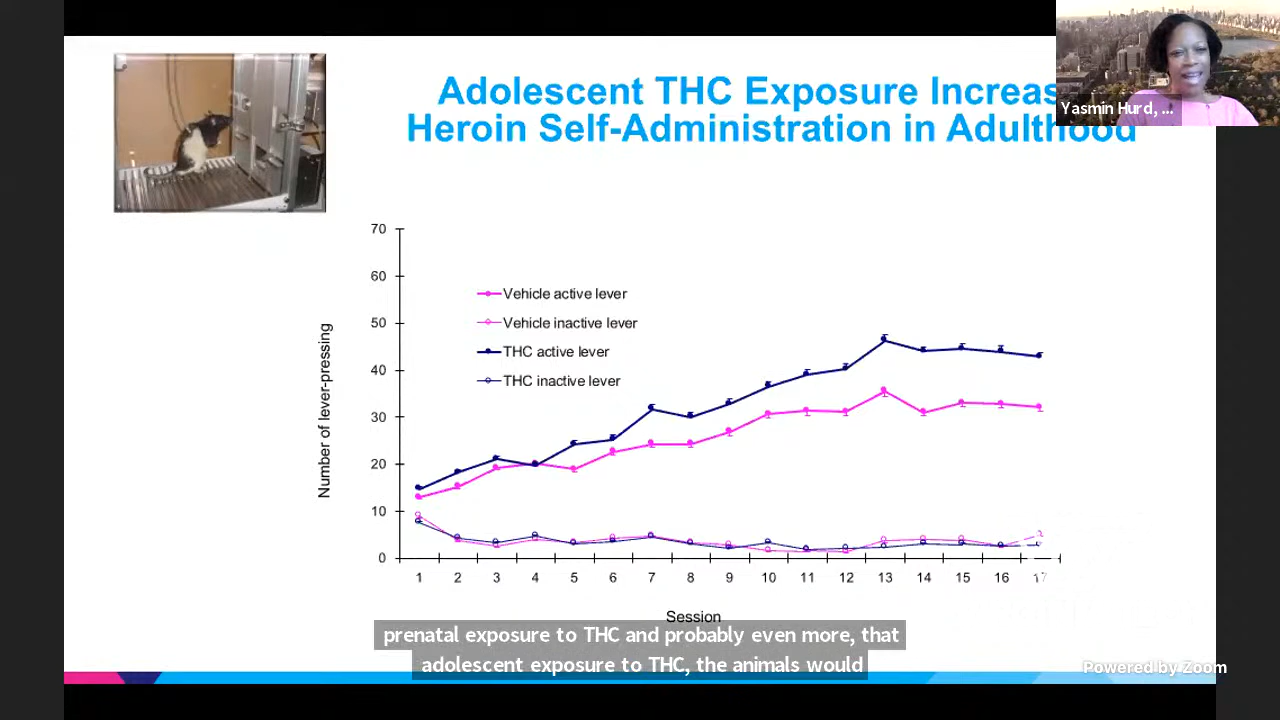 Adolescent THC Exposure Increas
Heroin Self-Administration in Adulthood
Yasmin Hurd, ...
70
60
50
40
30
20
10
0
Number of lever-pressing
Vehicle active lever
Vehicle inactive lever
THC active lever
THC inactive lever
1 2 3 4 5 6 7 8 9 10 11 12 13 14 15 16 17
Session
prenatal exposure to THC and probably even more, that
adolescent exposure to THC, the animals would
Powered by Zoom